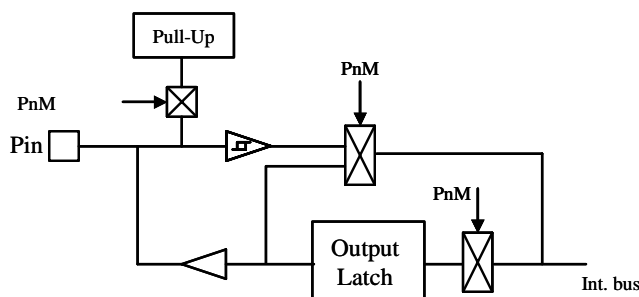 Pull-Up
PnM
PnM
Pin
PnM
Output
Latch
Int. bus